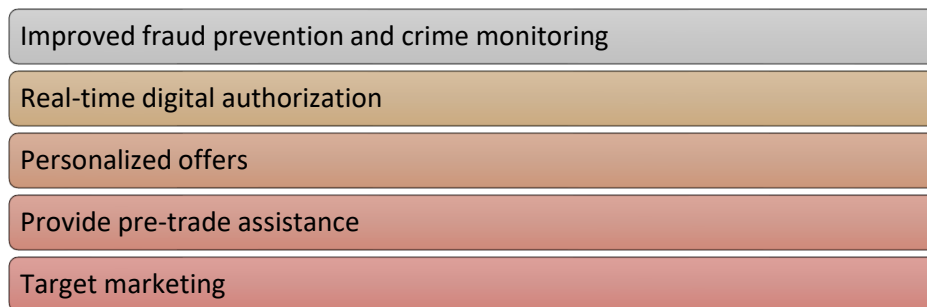 Improved fraud prevention and crime monitoring
Real-time digital authorization
Personalized offers
Provide pre-trade assistance
Target marketing